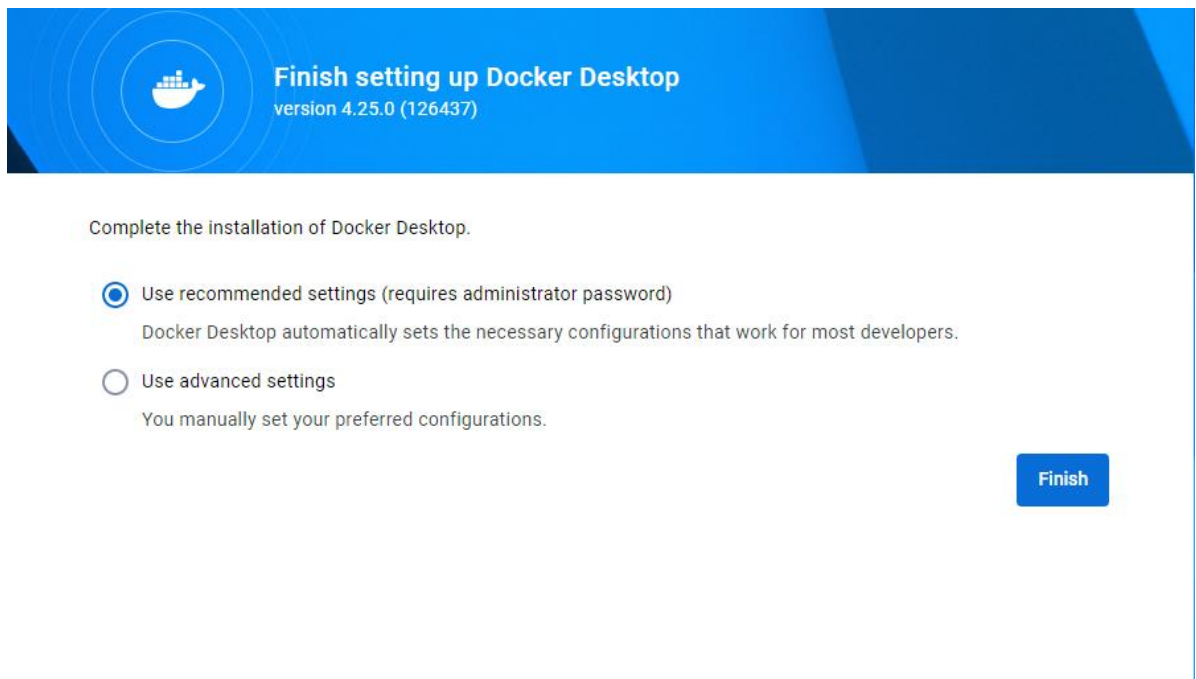 Finish setting up Docker Desktop
version 4.25.0 (126437)
Complete the installation of Docker Desktop.
Use recommended settings (requires administrator password)
Docker Desktop automatically sets the necessary configurations that work for most developers.
Use advanced settings
You manually set your preferred configurations.
Finish